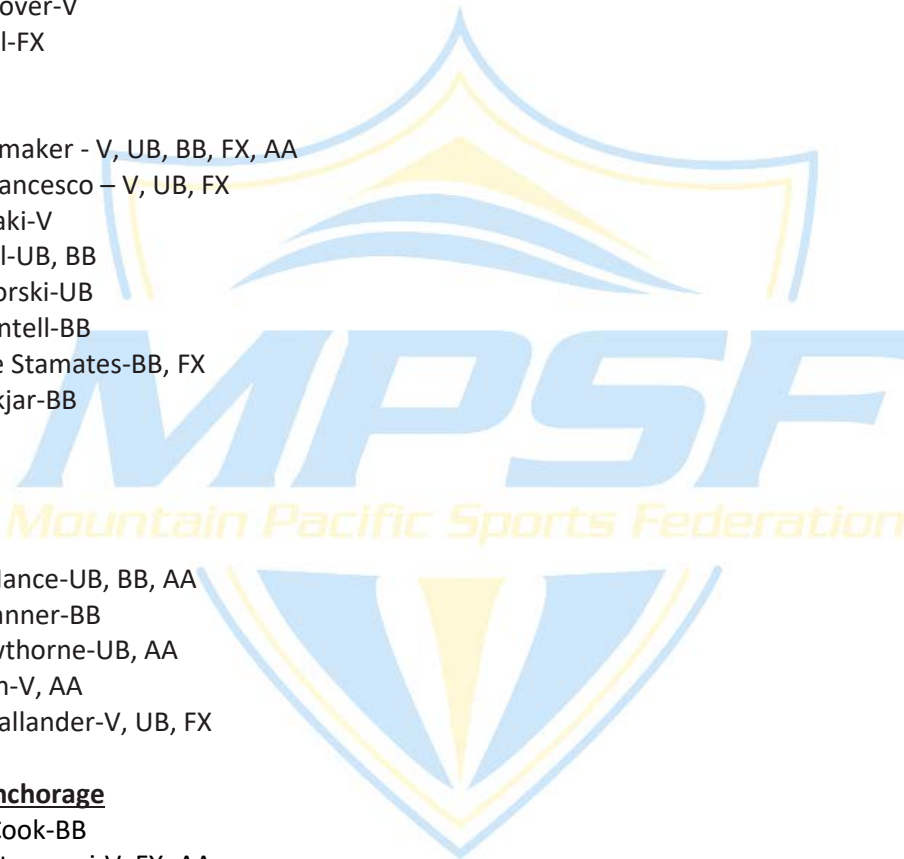 over-V
l-FX
maker - V, UB, BB, FX, AA
ancesco – V, UB, FX
aki-V
l-UB, BB
orski-UB
ntell-BB
e Stamates-BB, FX
kjar-BB
MPSF
Mountain Pacific Sports Federation
lance-UB, BB, AA
anner-BB
wthorne-UB, AA
n-V, AA
allander-V, UB, FX
nchorage
Cook-BB